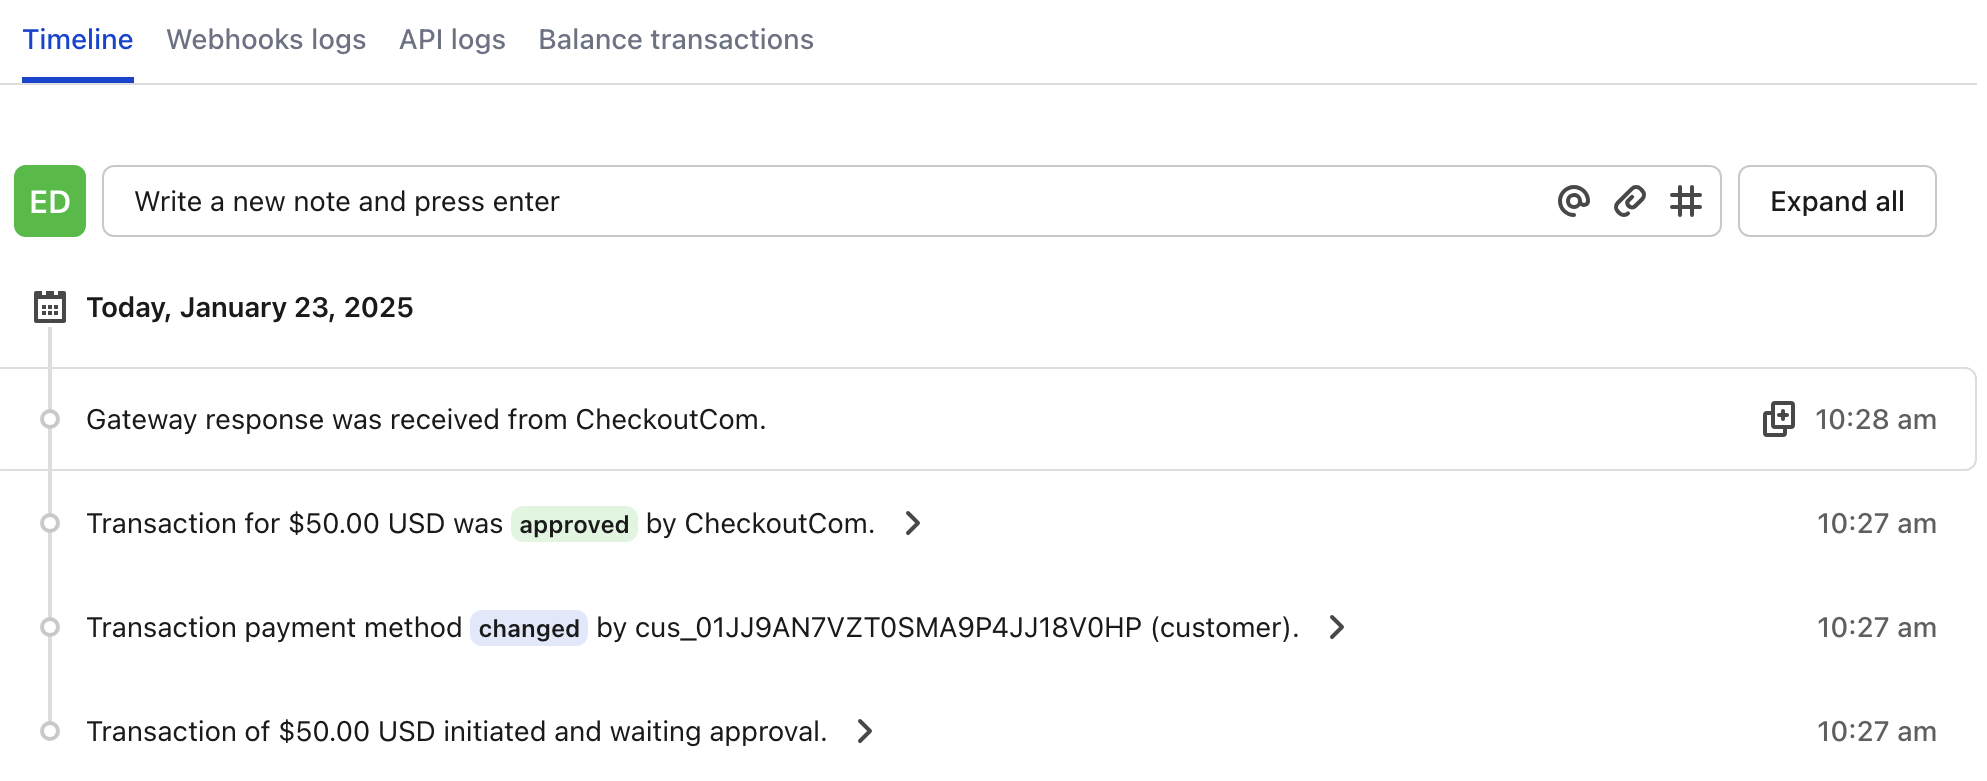 Timeline Webhooks logs API logs Balance transactions
ED Write a new note and press enter Expand all
Today, January 23, 2025
Gateway response was received from CheckoutCom. 10:28 am
Transaction for $50.00 USD was approved by CheckoutCom. 10:27 am
Transaction payment method changed by cus_01JJ9AN7VZT0SMA9P4JJ18V0HP (customer). 10:27 am
Transaction of $50.00 USD initiated and waiting approval. 10:27 am